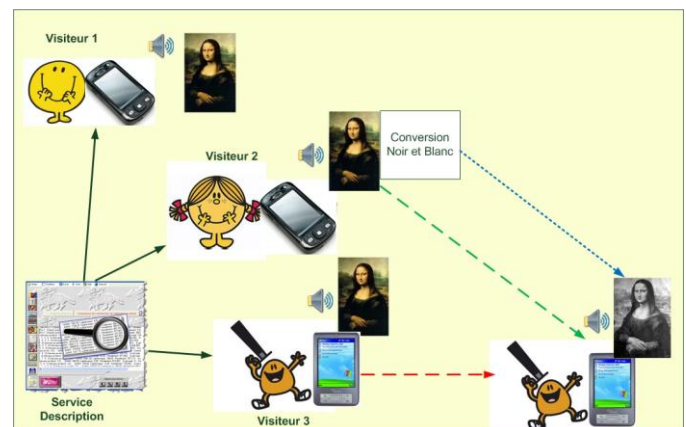 Visiteur 1
Visiteur 2
Conversion
Noir et Blanc
Service
Description
Visiteur 3